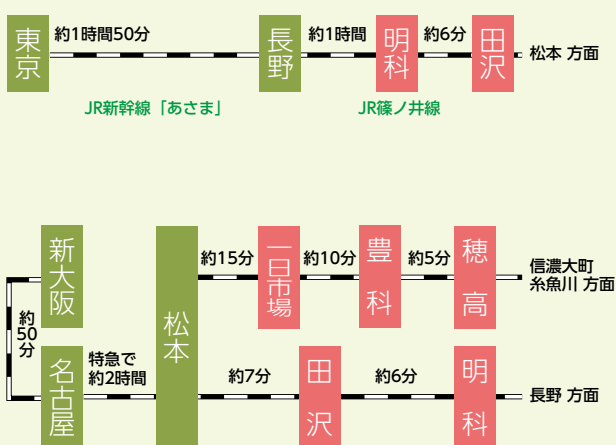 東京
約1時間50分
長野
約1時間
明科
約6分
田沢
松本 方面
JR新幹線「あさま」
JR篠ノ井線
新大阪
約50分
名古屋
特急で
約2時間
松本
約15分
一日市場
約10分
豊科
約5分
穂高
信濃大町
糸魚川 方面
約7分
田沢
約6分
明科
長野 方面